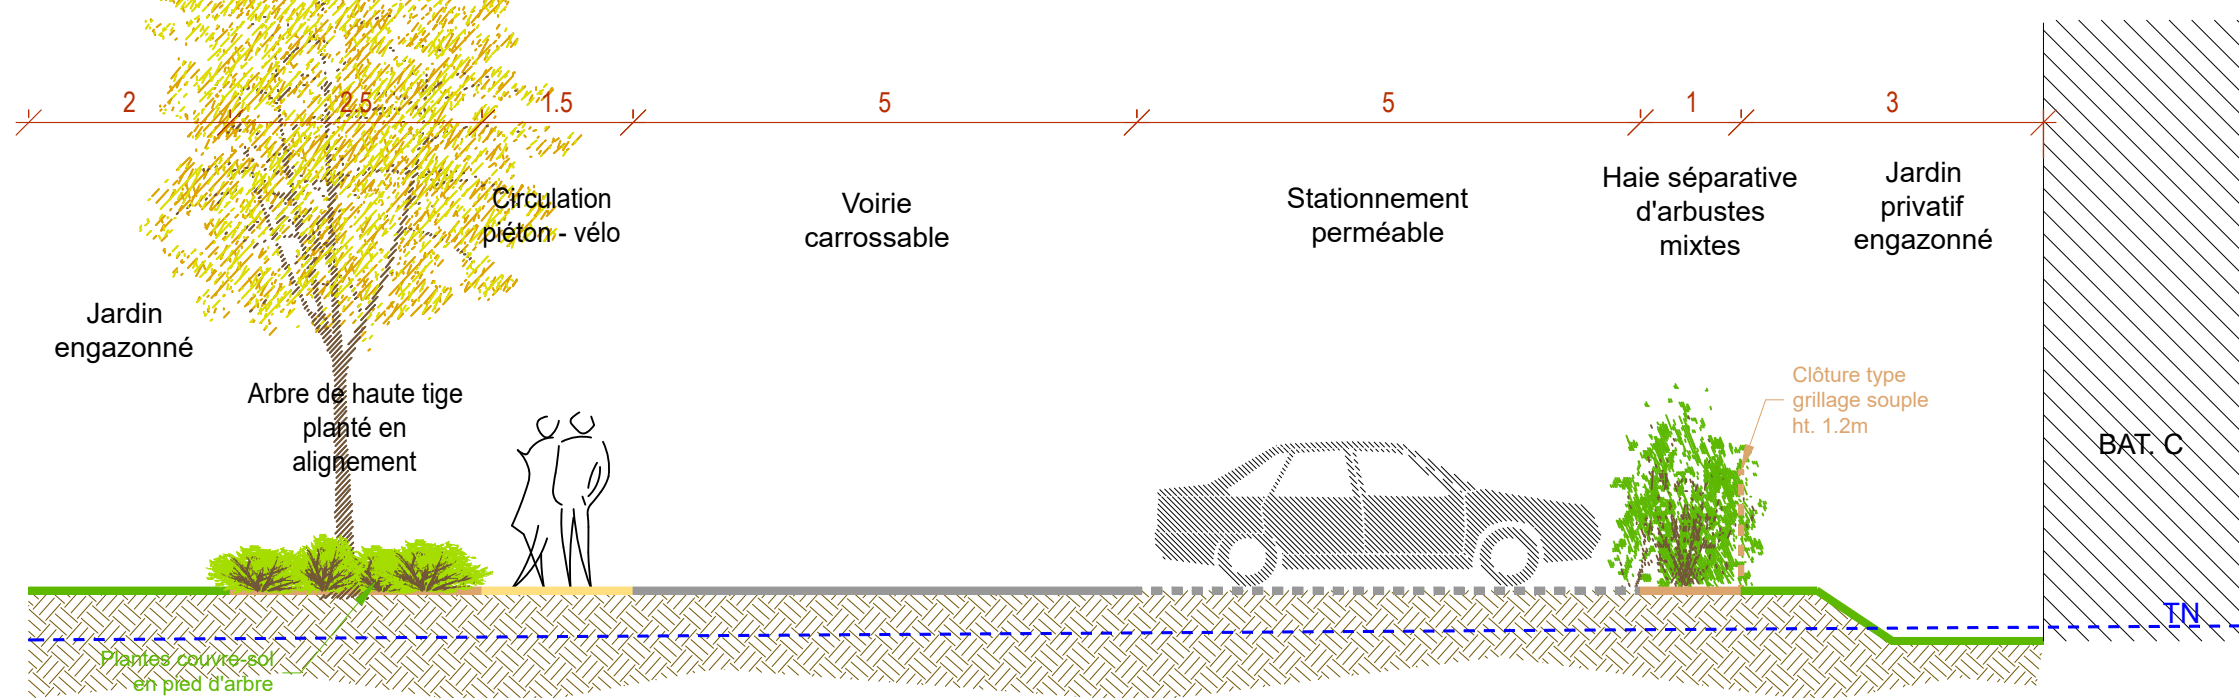 2
2.5
1.5
5
5
1
3
Circulation
piéton - vélo
Voirie
carrossable
Stationnement
perméable
Haie séparative
d'arbustes
mixtes
Jardin
privatif
engazonné
Jardin
engazonné
Arbre de haute tige
planté en
alignement
Clôture type
grillage souple
ht. 1.2m
BAT. C
TN
Plantes couvre-sol
en pied d'arbre